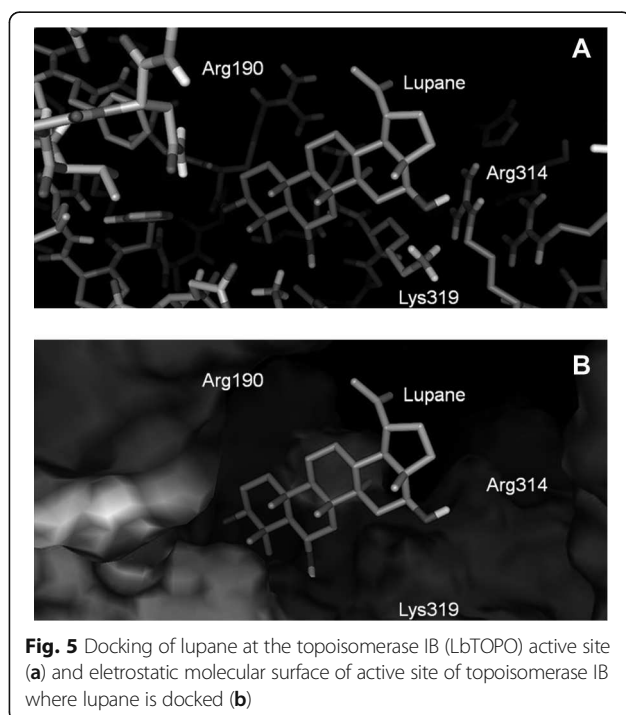 A
Arg190
Lupane
Arg314
Lys319
B
Arg190
Lupane
Arg314
Lys319
Fig. 5 Docking of lupane at the topoisomerase IB (LbTOPO) active site
(a) and eletrostatic molecular surface of active site of topoisomerase IB
where lupane is docked (b)